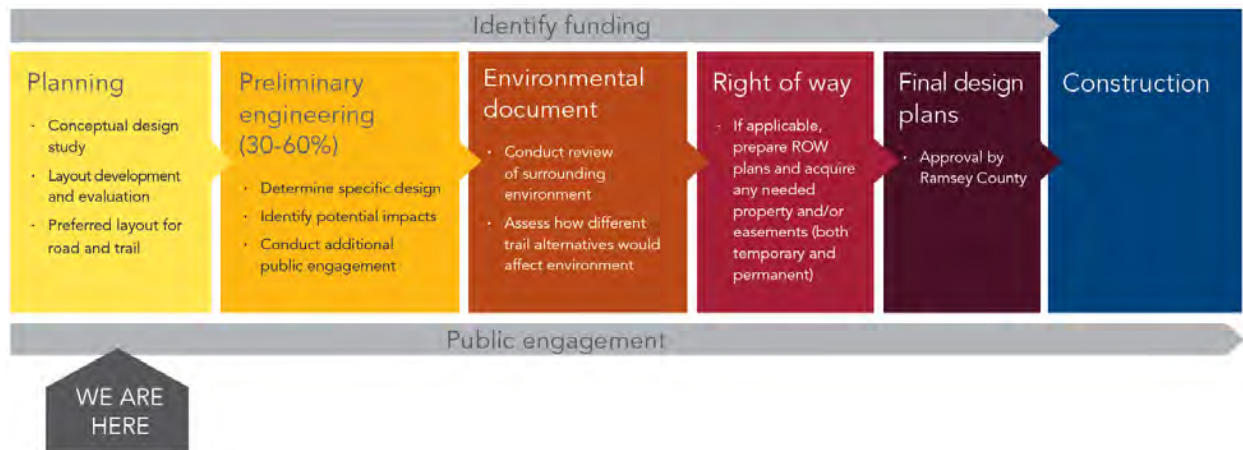 Identify funding
Planning
· Conceptual design
study
· Layout development
and evaluation
· Preferred layout for
road and trail
Preliminary
engineering
(30-60%)
· Determine specific design
· Identify potential impacts
· Conduct additional
public engagement
Environmental
document
· Conduct review
of surrounding
environment
· Assess how different
trail alternatives would
affect environment
Right of way
· If applicable,
prepare ROW
plans and acquire
any needed
property and/or
easements (both
temporary and
permanent)
Final design
plans
· Approval by
Ramsey County
Construction
Public engagement
WE ARE
HERE